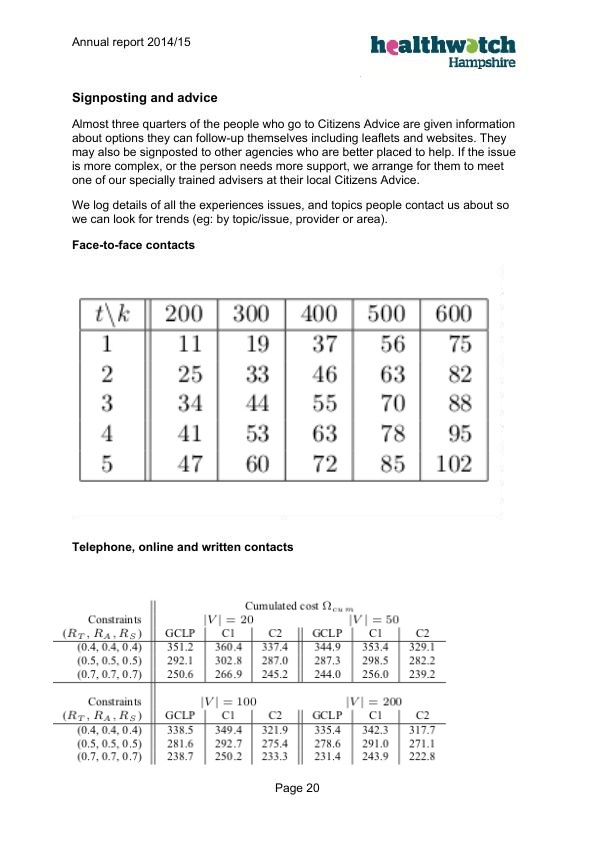 Annual report 2014/15
healthwatch
Hampshire
Signposting and advice
Almost three quarters of the people who go to Citizens Advice are given information
about options they can follow-up themselves including leaflets and websites. They
may also be signposted to other agencies who are better placed to help. If the issue
is more complex, or the person needs more support, we arrange for them to meet
one of our specially trained advisers at their local Citizens Advice.
We log details of all the experiences issues, and topics people contact us about so
we can look for trends (eg: by topic/issue, provider or area).
Face-to-face contacts
t\k 200 300 400 500 600
1 11 19 37 56 75
2 25 33 46 63 82
3 34 44 55 70 88
4 41 53 63 78 95
5 47 60 72 85 102
Telephone, online and written contacts
Cumulated cost Ω_cum
Constraints |V| = 20 |V| = 50
(R_T, R_A, R_S) GCLP C1 C2 GCLP C1 C2
(0.4, 0.4, 0.4) 351.2 360.4 337.4 344.9 353.4 329.1
(0.5, 0.5, 0.5) 292.1 302.8 287.0 287.3 298.5 282.2
(0.7, 0.7, 0.7) 250.6 266.9 245.2 244.0 256.0 239.2
Constraints |V| = 100 |V| = 200
(R_T, R_A, R_S) GCLP C1 C2 GCLP C1 C2
(0.4, 0.4, 0.4) 338.5 349.4 321.9 335.4 342.3 317.7
(0.5, 0.5, 0.5) 281.6 292.7 275.4 278.6 291.0 271.1
(0.7, 0.7, 0.7) 238.7 250.2 233.3 231.4 243.9 222.8
Page 20